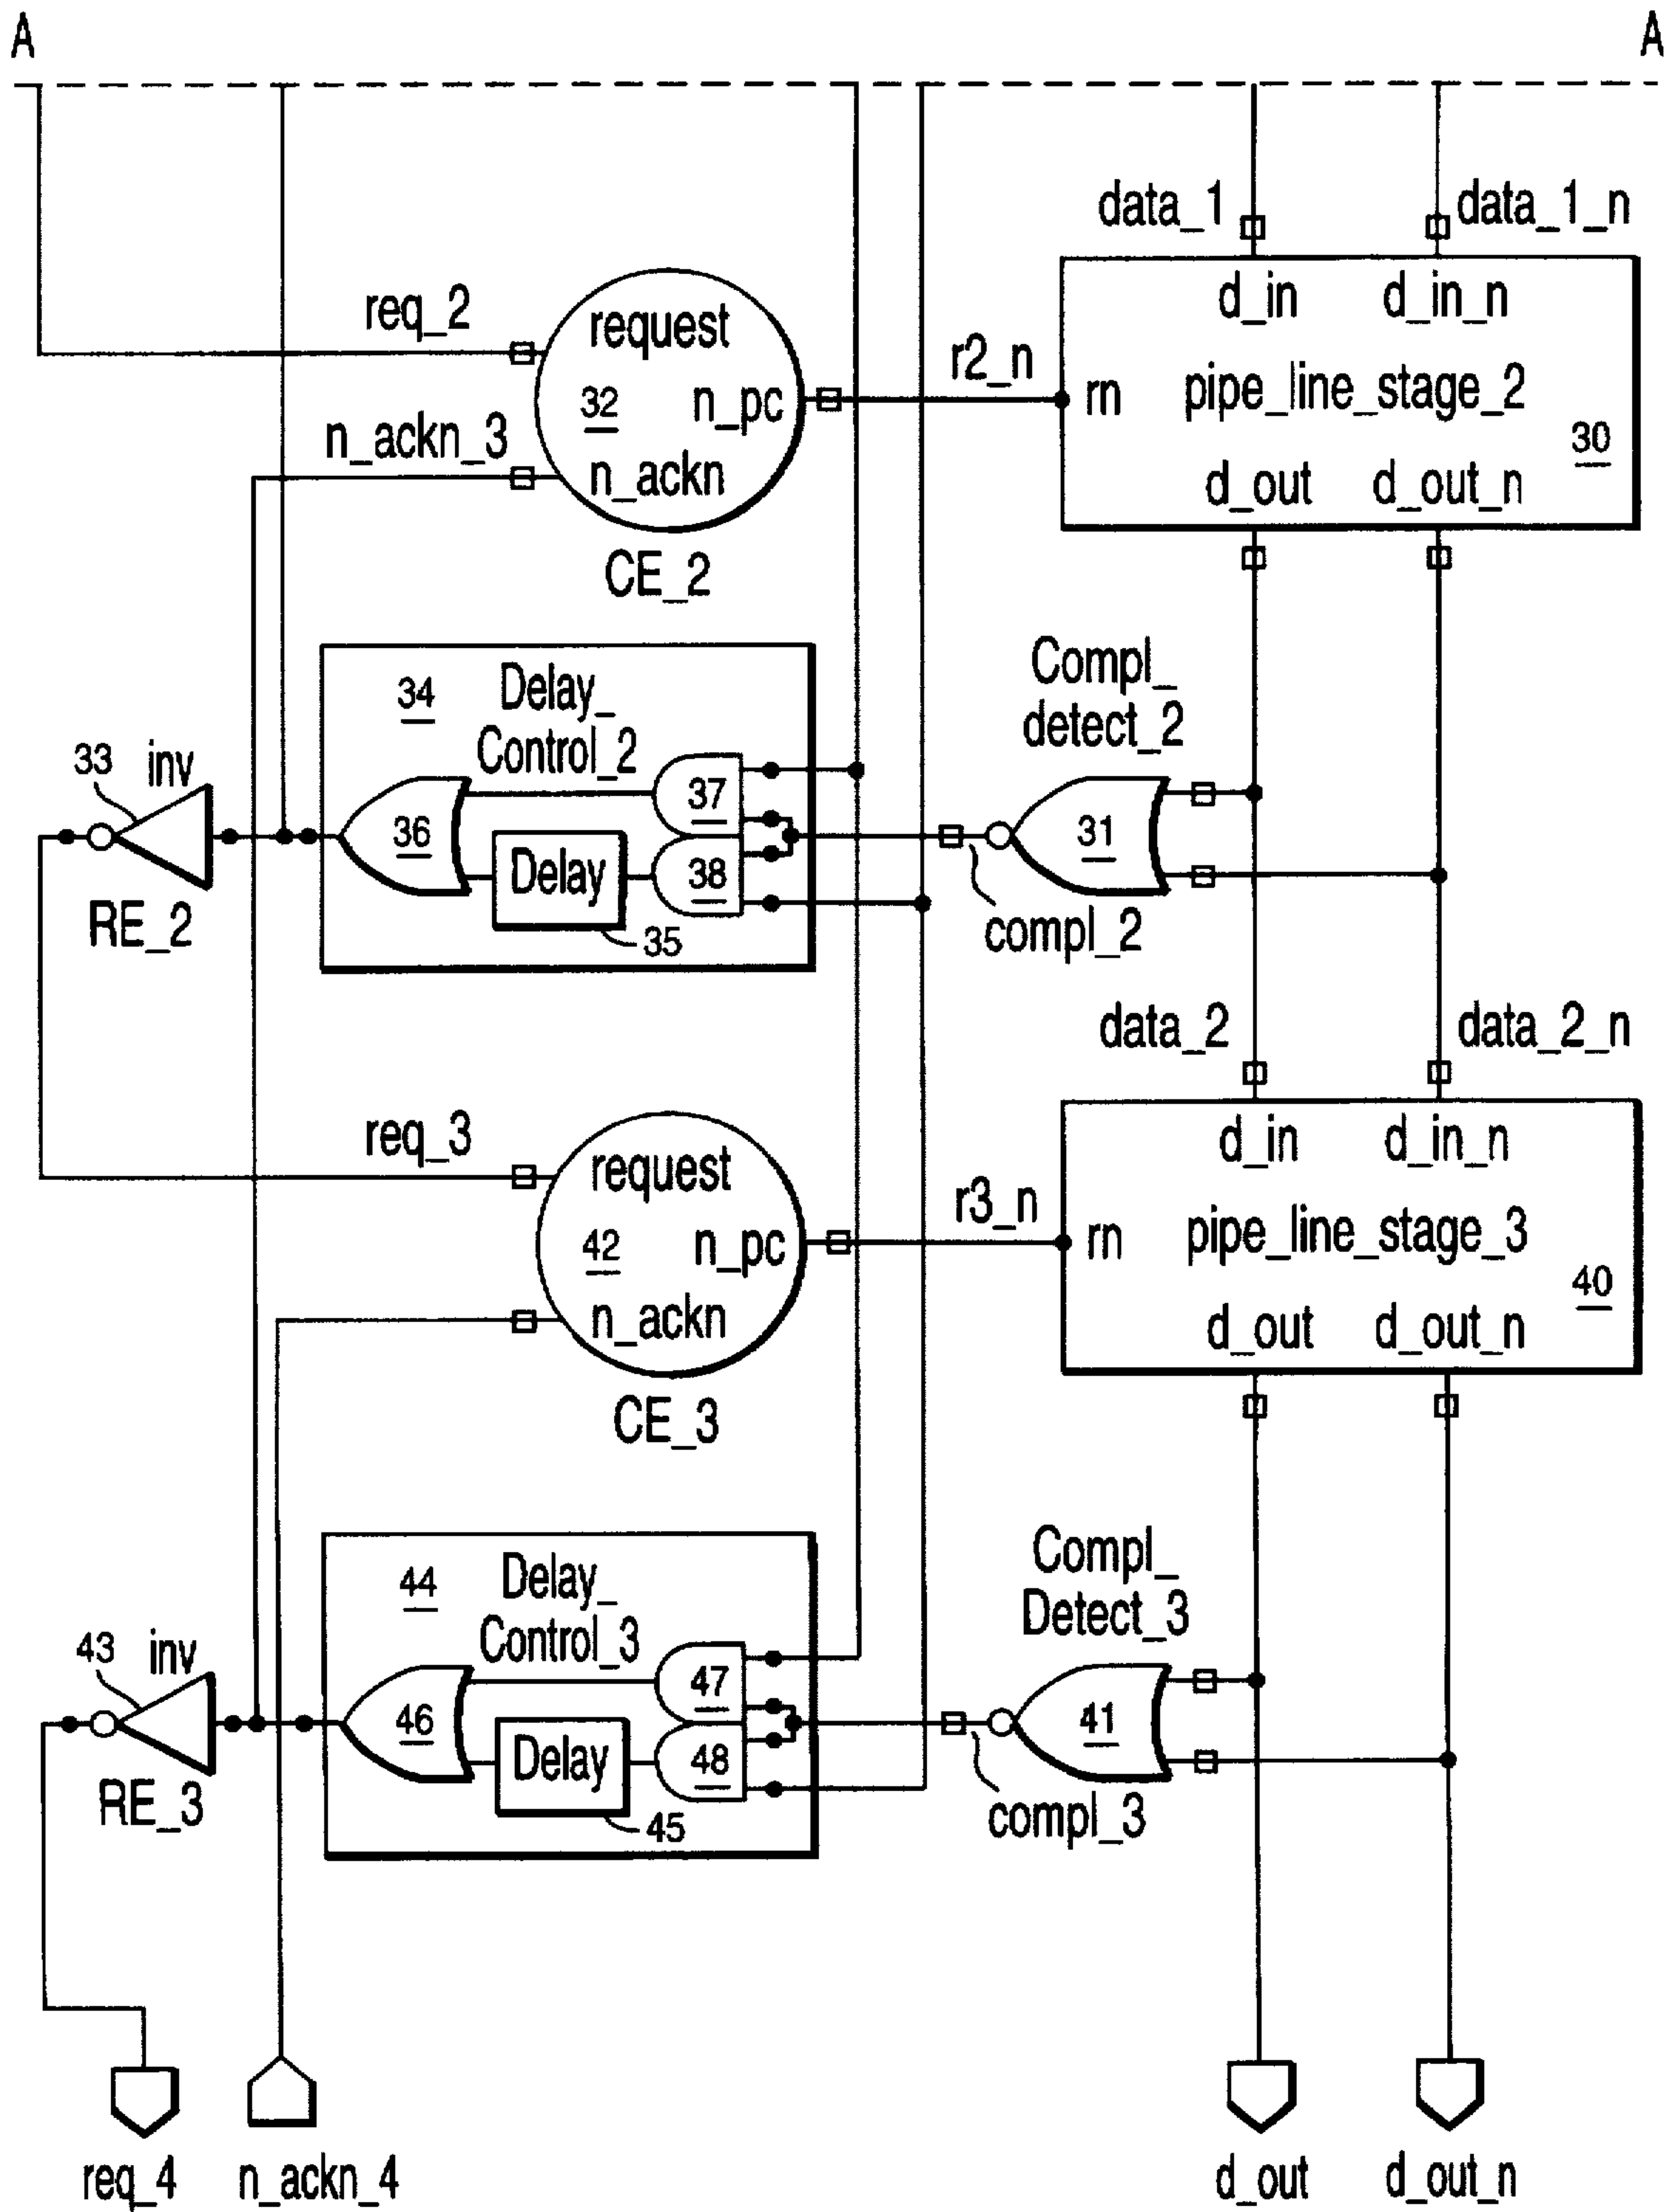 A A
data_1 data_1_n
req_2
request
32
n_pc
n_ackn_3
n_ackn
CE_2
r2_n
d_in d_in_n
rn pipe_line_stage_2
30
d_out d_out_n
34
Delay_
Control_2
37
36
Delay
38
35
33
inv
RE_2
Compl_
detect_2
31
compl_2
data_2 data_2_n
req_3
request
42
n_pc
n_ackn
CE_3
r3_n
d_in d_in_n
rn pipe_line_stage_3
40
d_out d_out_n
44
Delay_
Control_3
47
46
Delay
48
45
43
inv
RE_3
Compl_
Detect_3
41
compl_3
req_4
n_ackn_4
d_out
d_out_n